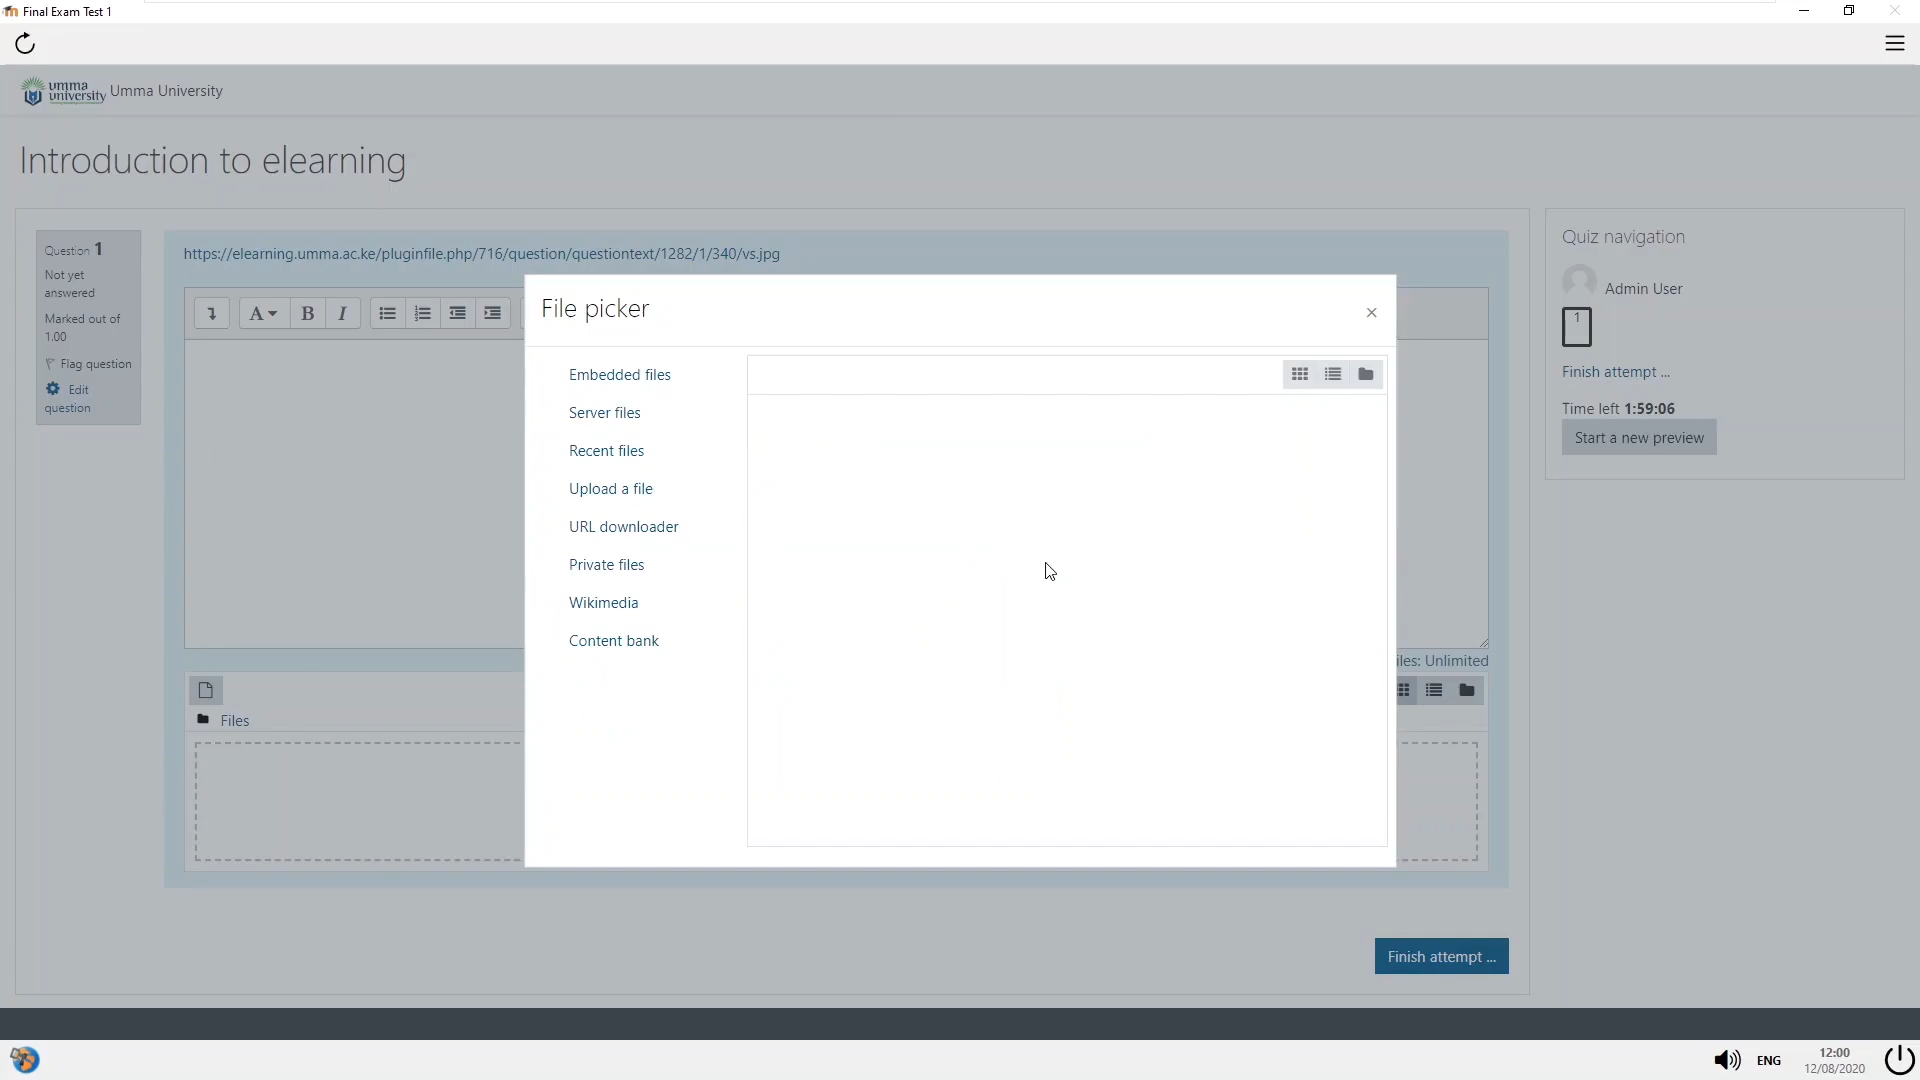 Final Exam Test 1
umma university Umma University
Introduction to elearning
Question 1
Not yet
answered
Marked out of
1.00
Flag question
Edit
question
https://elearning.umma.ac.ke/pluginfile.php/716/question/questiontext/1282/1/340/vs.jpg
A B I
File picker
×
Embedded files
Server files
Recent files
Upload a file
URL downloader
Private files
Wikimedia
Content bank
iles: Unlimited
Files
Finish attempt ...
Quiz navigation
Admin User
1
Finish attempt ...
Time left 1:59:06
Start a new preview
ENG
12:00
12/08/2020